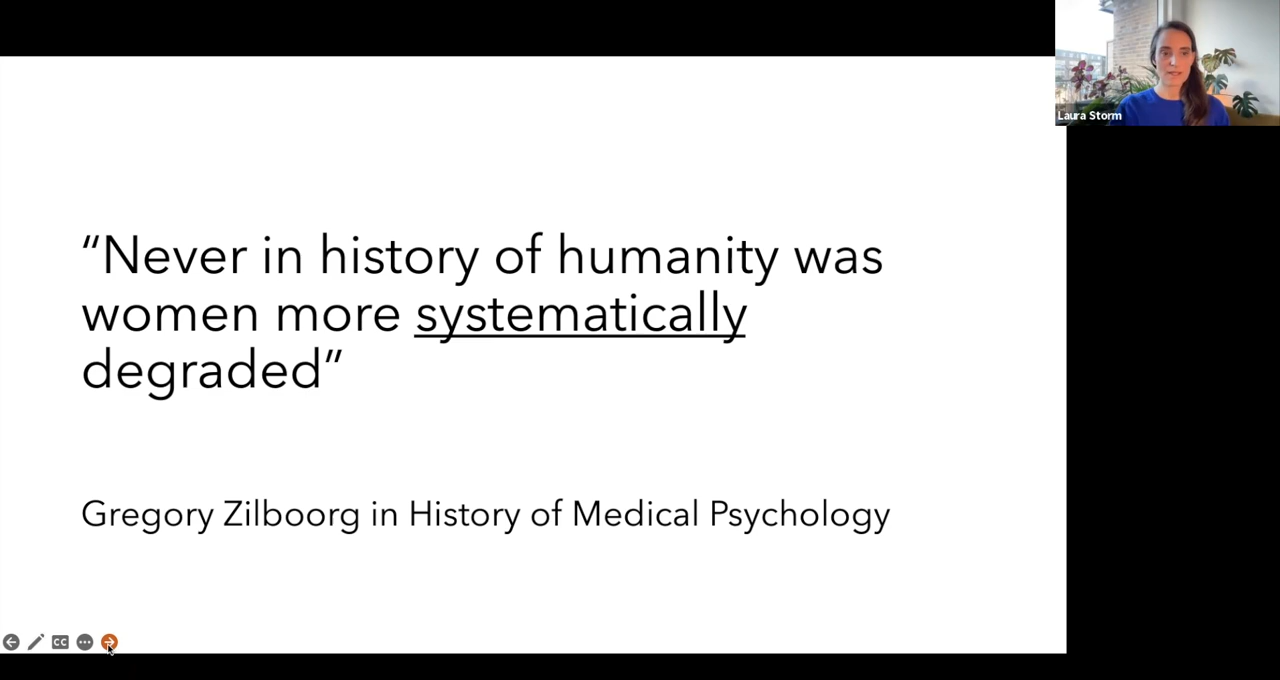 Laura Storm
“Never in history of humanity was
women more systematically
degraded”
Gregory Zilboorg in History of Medical Psychology
CC